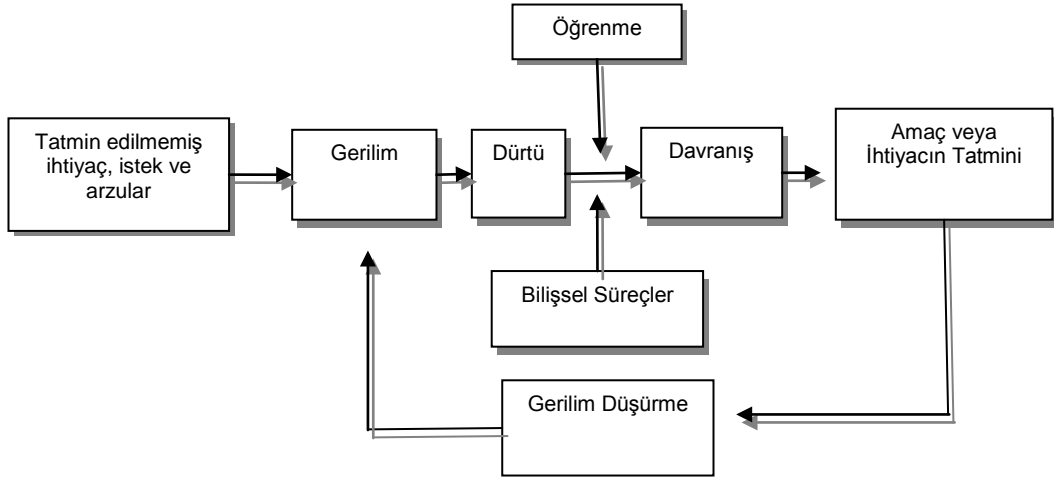 Öğrenme
Tatmin edilmemiş
ihtiyaç, istek ve
arzular
Gerilim
Dürtü
Davranış
Amaç veya
İhtiyacın Tatmini
Bilişsel Süreçler
Gerilim Düşürme